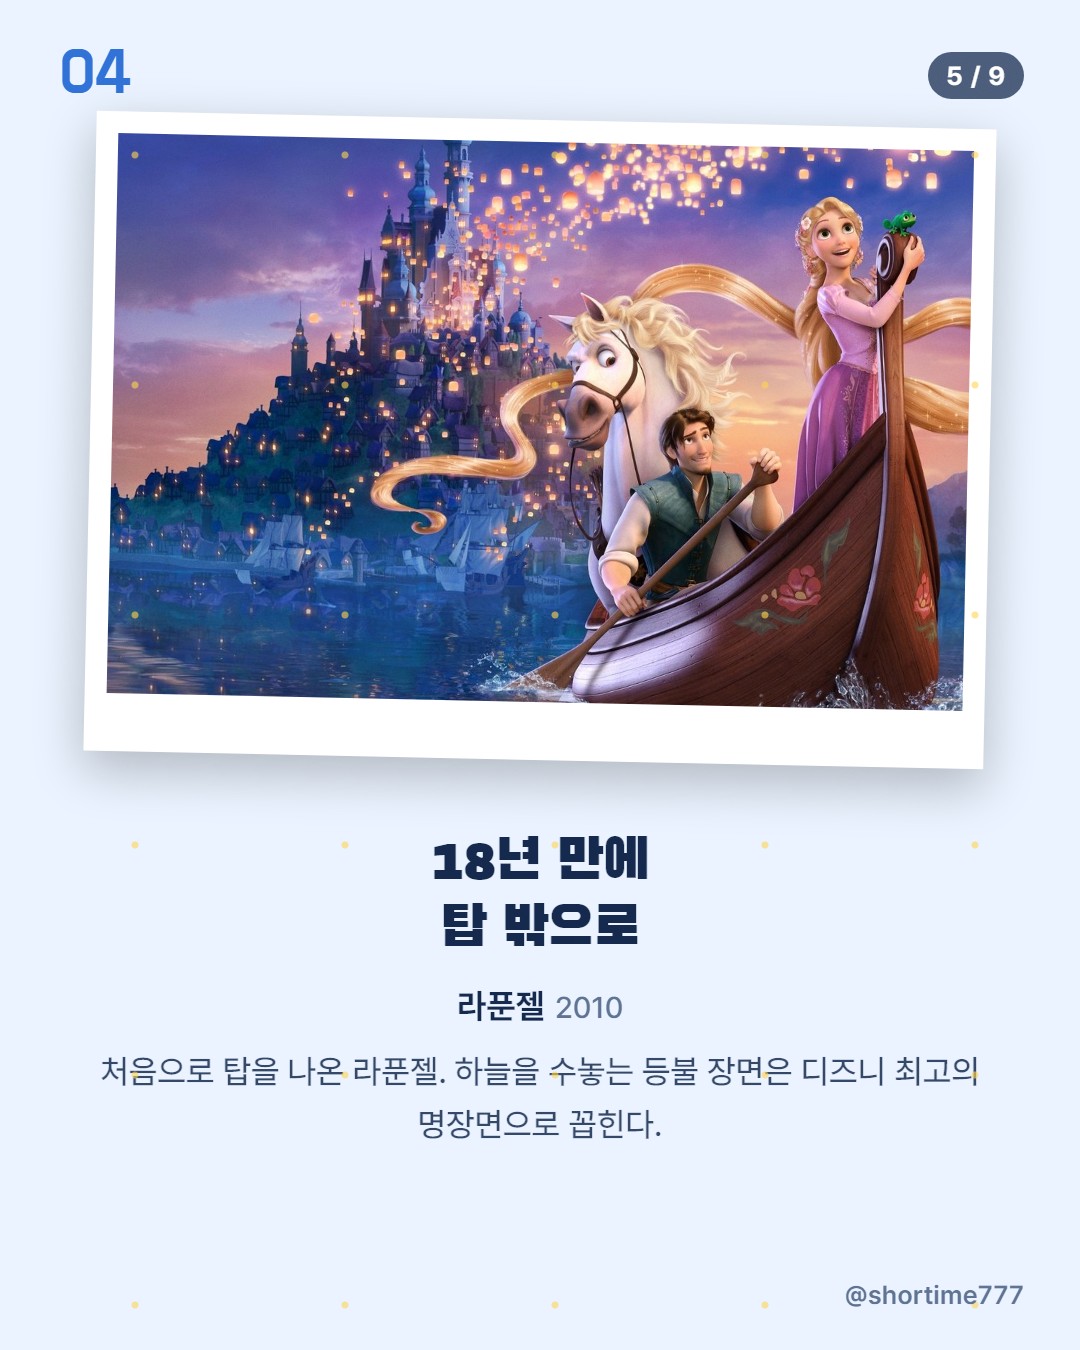 04
5 / 9
18년 만에
탑 밖으로
라푼젤 2010
처음으로 탑을 나온 라푼젤. 하늘을 수놓는 등불 장면은 디즈니 최고의
명장면으로 꼽힌다.
@shortime777